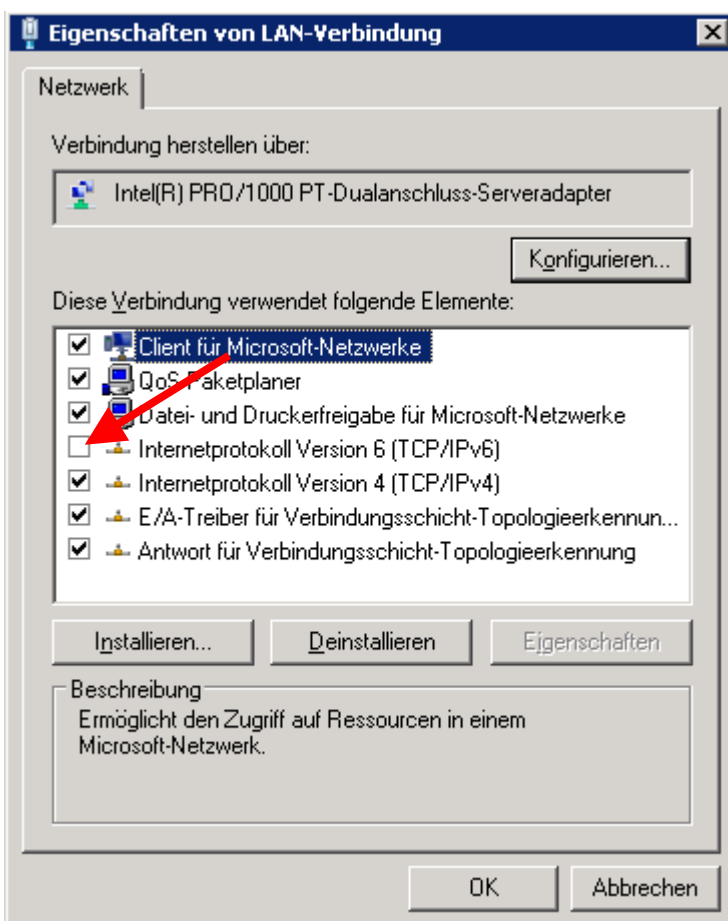 Eigenschaften von LAN-Verbindung
Netzwerk
Verbindung herstellen über:
Intel(R) PRO/1000 PT-Dualanschluss-Serveradapter
Konfigurieren...
Diese Verbindung verwendet folgende Elemente:
Client für Microsoft-Netzwerke
QoS-Paketplaner
Datei- und Druckerfreigabe für Microsoft-Netzwerke
Internetprotokoll Version 6 (TCP/IPv6)
Internetprotokoll Version 4 (TCP/IPv4)
E/A-Treiber für Verbindungsschicht-Topologieerkennun...
Antwort für Verbindungsschicht-Topologieerkennung
Installieren... Deinstallieren Eigenschaften
Beschreibung
Ermöglicht den Zugriff auf Ressourcen in einem
Microsoft-Netzwerk.
OK Abbrechen